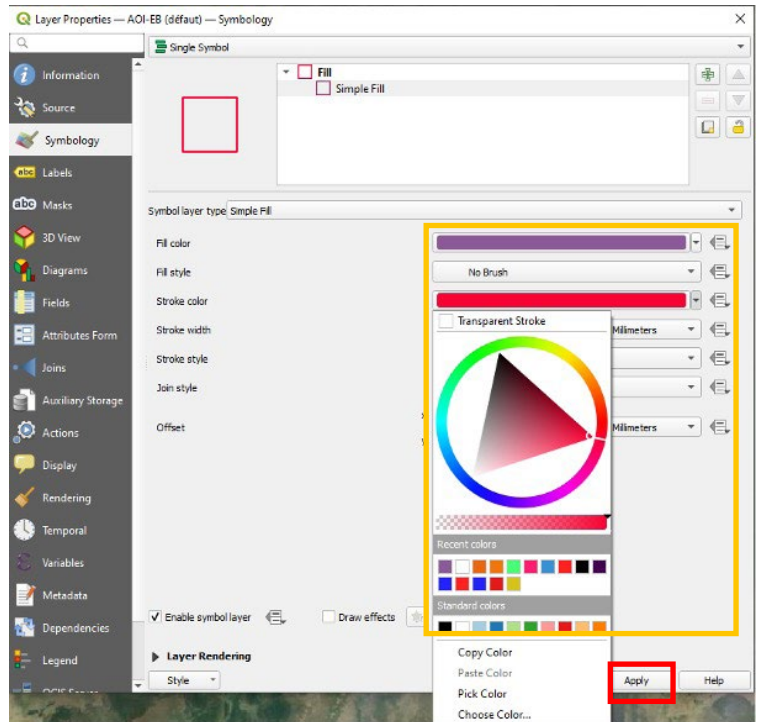 Layer Properties — AOI-EB (défaut) — Symbology
Single Symbol
Information
Source
Symbology
Labels
Masks
3D View
Diagrams
Fields
Attributes Form
Joins
Auxiliary Storage
Actions
Display
Rendering
Temporal
Variables
Metadata
Dependencies
Legend
Fill
Simple Fill
Symbol layer type Simple Fill
Fill color
Fill style No Brush
Stroke color
Transparent Stroke
Stroke width Milimeters
Stroke style
Join style
Offset Milimeters
Recent colors
Standard colors
Enable symbol layer Draw effects
Copy Color
Paste Color
Pick Color
Choose Color...
Layer Rendering
Style Apply Help